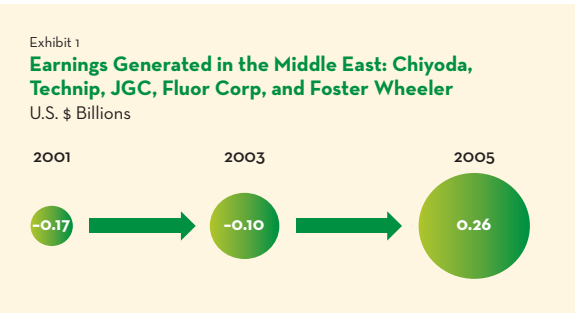 Exhibit 1
Earnings Generated in the Middle East: Chiyoda,
Technip, JGC, Fluor Corp, and Foster Wheeler
U.S. $ Billions
2001 2003 2005
–0.17 –0.10 0.26